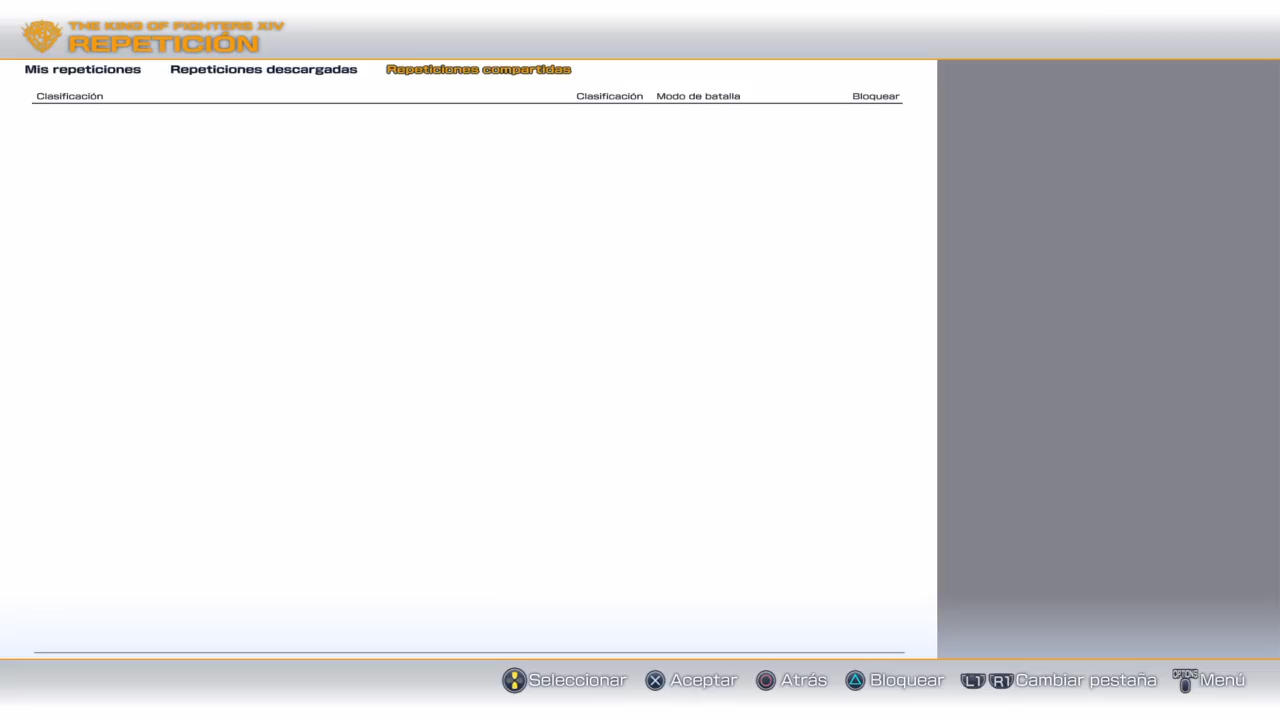 THE KING OF FIGHTERS XIV
REPETICIÓN
Mis repeticiones Repeticiones descargadas Repeticiones compartidas
Clasificación Clasificación Modo de batalla Bloquear
Seleccionar Aceptar Atrás Bloquear L1 R1 Cambiar pestaña OPTIONS Menú